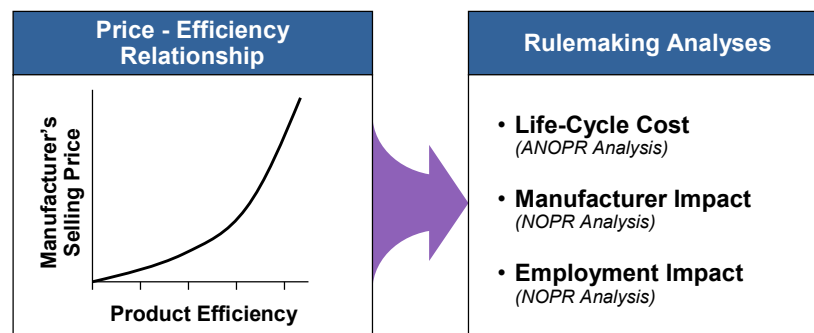 Price - Efficiency
Relationship
Manufacturer's
Selling Price
Product Efficiency
Rulemaking Analyses
• Life-Cycle Cost
(ANOPR Analysis)
• Manufacturer Impact
(NOPR Analysis)
• Employment Impact
(NOPR Analysis)